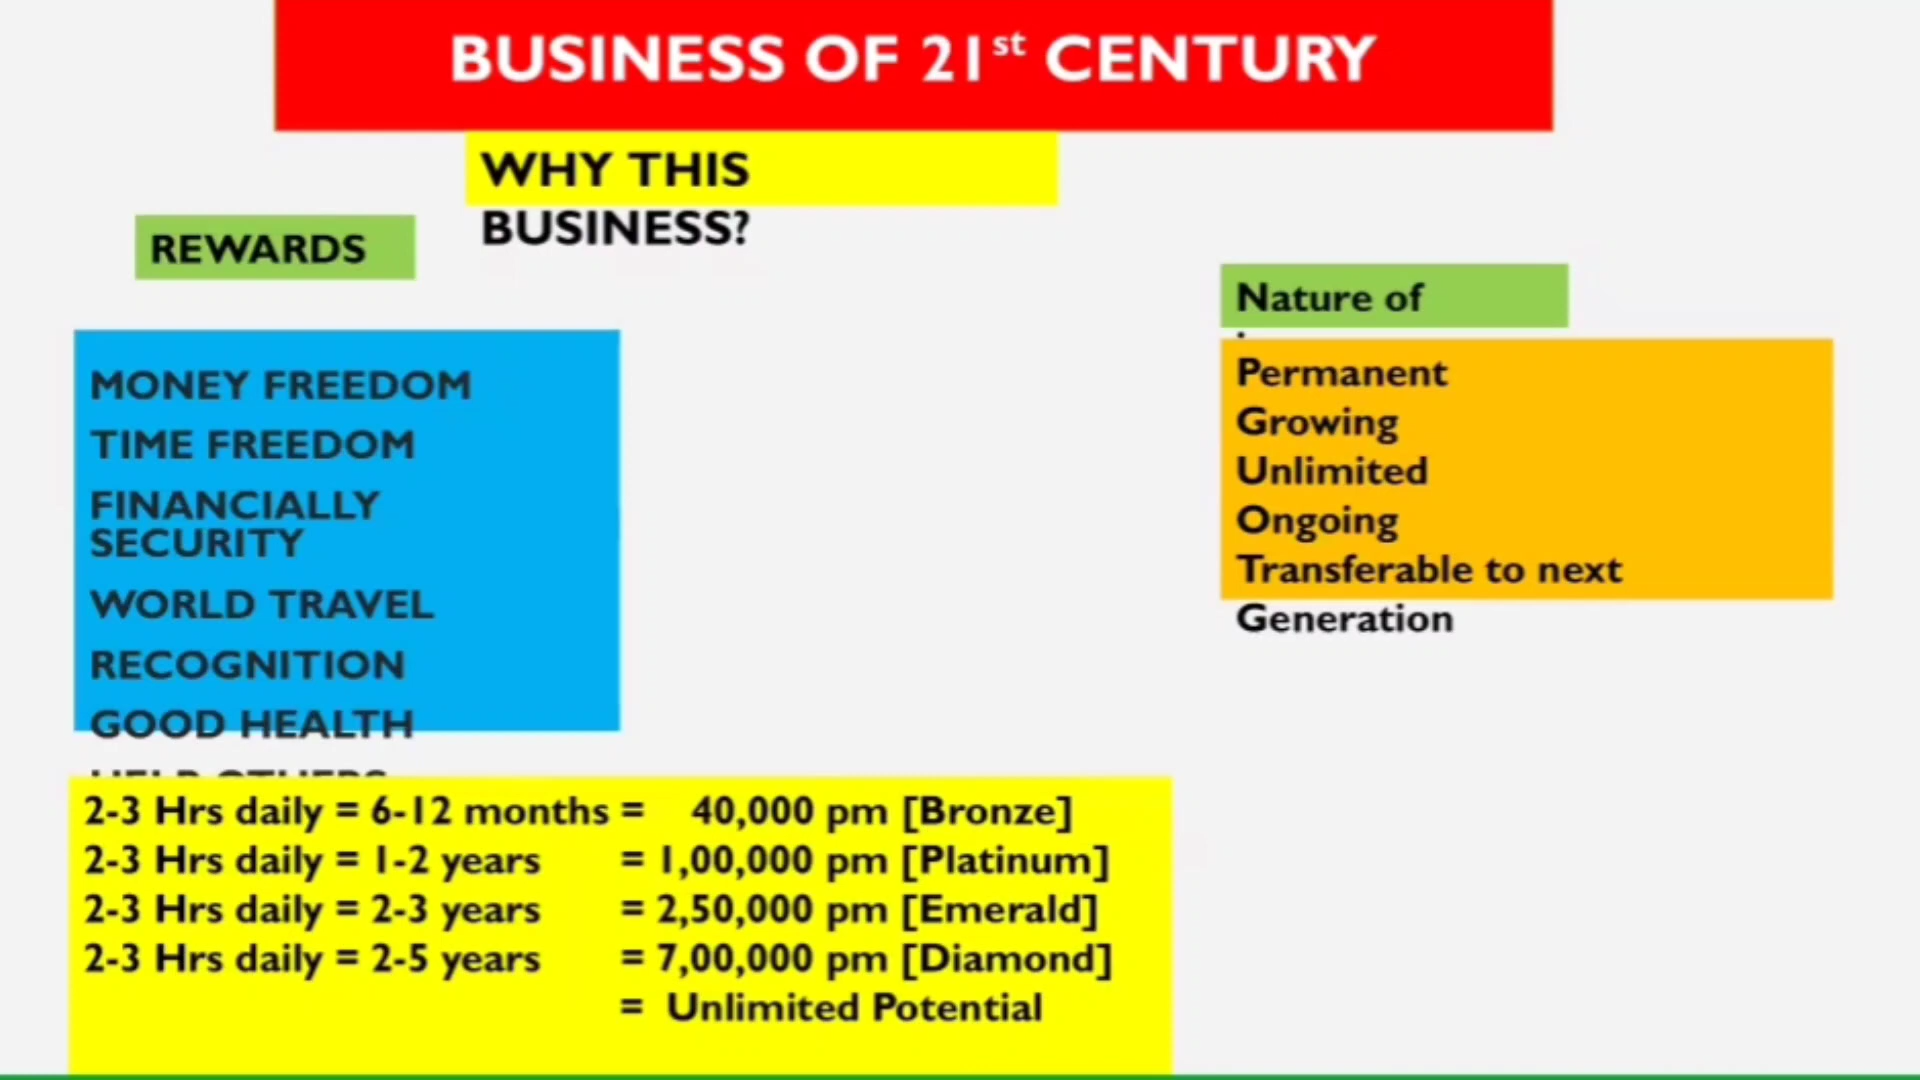 BUSINESS OF 21st CENTURY
WHY THIS
BUSINESS?
REWARDS
MONEY FREEDOM
TIME FREEDOM
FINANCIALLY
SECURITY
WORLD TRAVEL
RECOGNITION
GOOD HEALTH
HELP OTHERS
Nature of
Permanent
Growing
Unlimited
Ongoing
Transferable to next
Generation
2-3 Hrs daily = 6-12 months = 40,000 pm [Bronze]
2-3 Hrs daily = 1-2 years = 1,00,000 pm [Platinum]
2-3 Hrs daily = 2-3 years = 2,50,000 pm [Emerald]
2-3 Hrs daily = 2-5 years = 7,00,000 pm [Diamond]
= Unlimited Potential